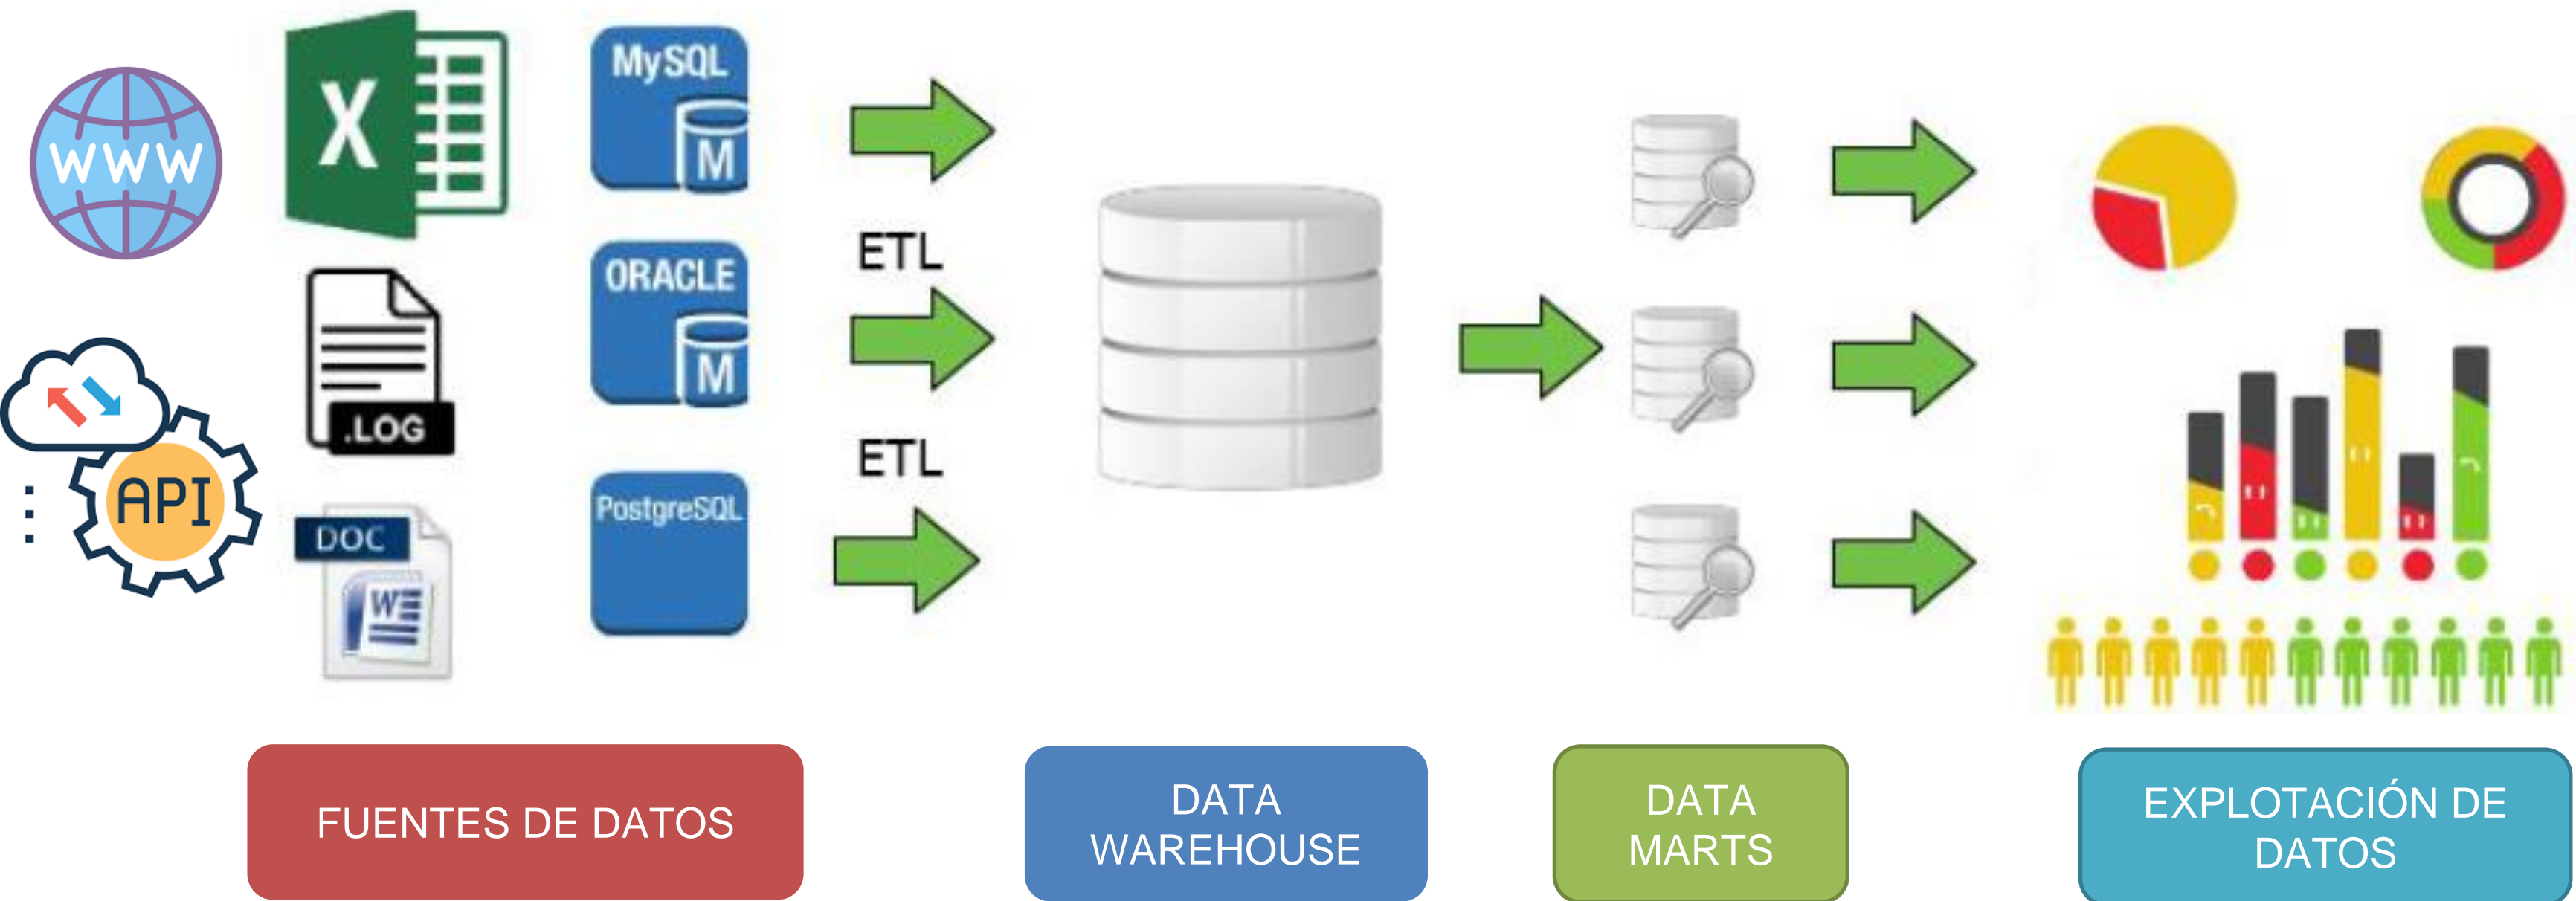 WWW
X
MySQL
M
ETL
ORACLE
M
.LOG
API
ETL
PostgreSQL
DOC
W
FUENTES DE DATOS
DATA
WAREHOUSE
DATA
MARTS
EXPLOTACIÓN DE
DATOS